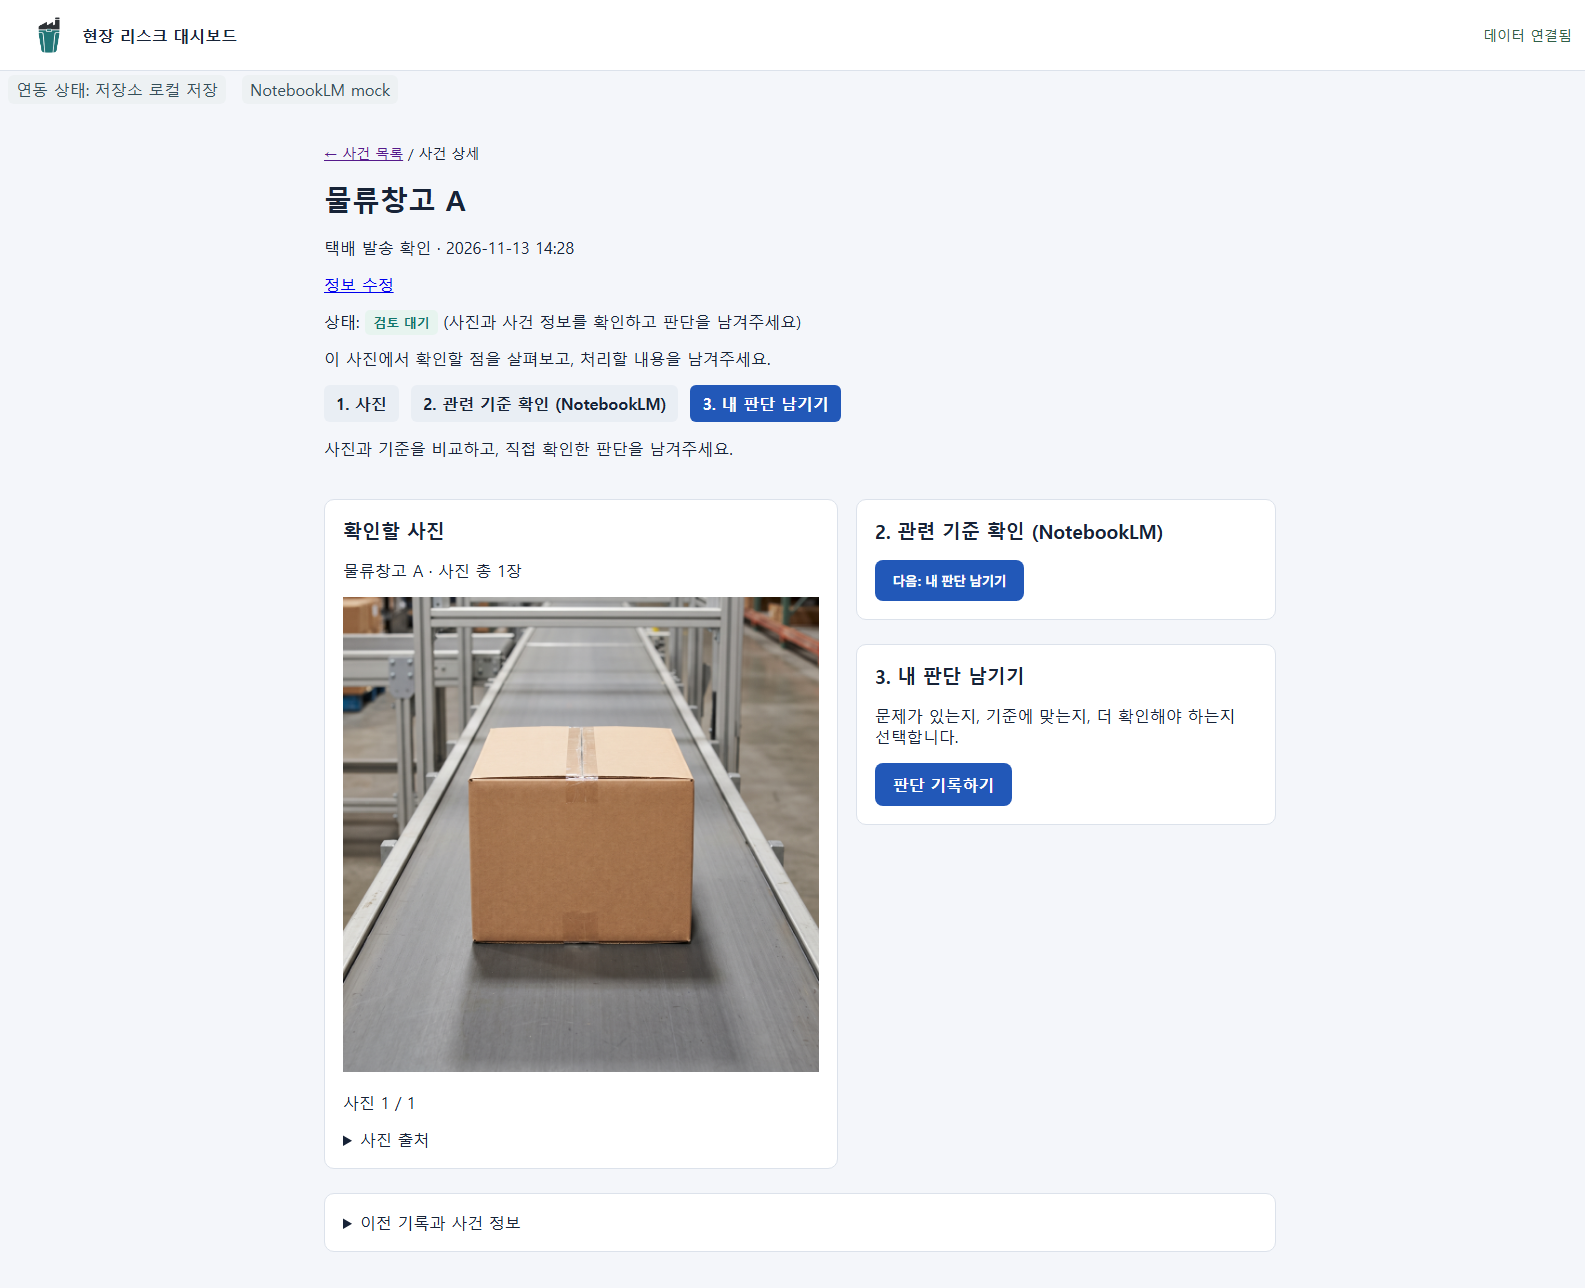 현장 리스크 대시보드
데이터 연결됨
연동 상태: 저장소 로컬 저장
NotebookLM mock
← 사건 목록 / 사건 상세
물류창고 A
택배 발송 확인 · 2026-11-13 14:28
정보 수정
상태: 검토 대기 (사진과 사건 정보를 확인하고 판단을 남겨주세요)
이 사진에서 확인할 점을 살펴보고, 처리할 내용을 남겨주세요.
1. 사진
2. 관련 기준 확인 (NotebookLM)
3. 내 판단 남기기
사진과 기준을 비교하고, 직접 확인한 판단을 남겨주세요.
확인할 사진
물류창고 A · 사진 총 1장
사진 1 / 1
▶ 사진 출처
2. 관련 기준 확인 (NotebookLM)
다음: 내 판단 남기기
3. 내 판단 남기기
문제가 있는지, 기준에 맞는지, 더 확인해야 하는지
선택합니다.
판단 기록하기
▶ 이전 기록과 사건 정보